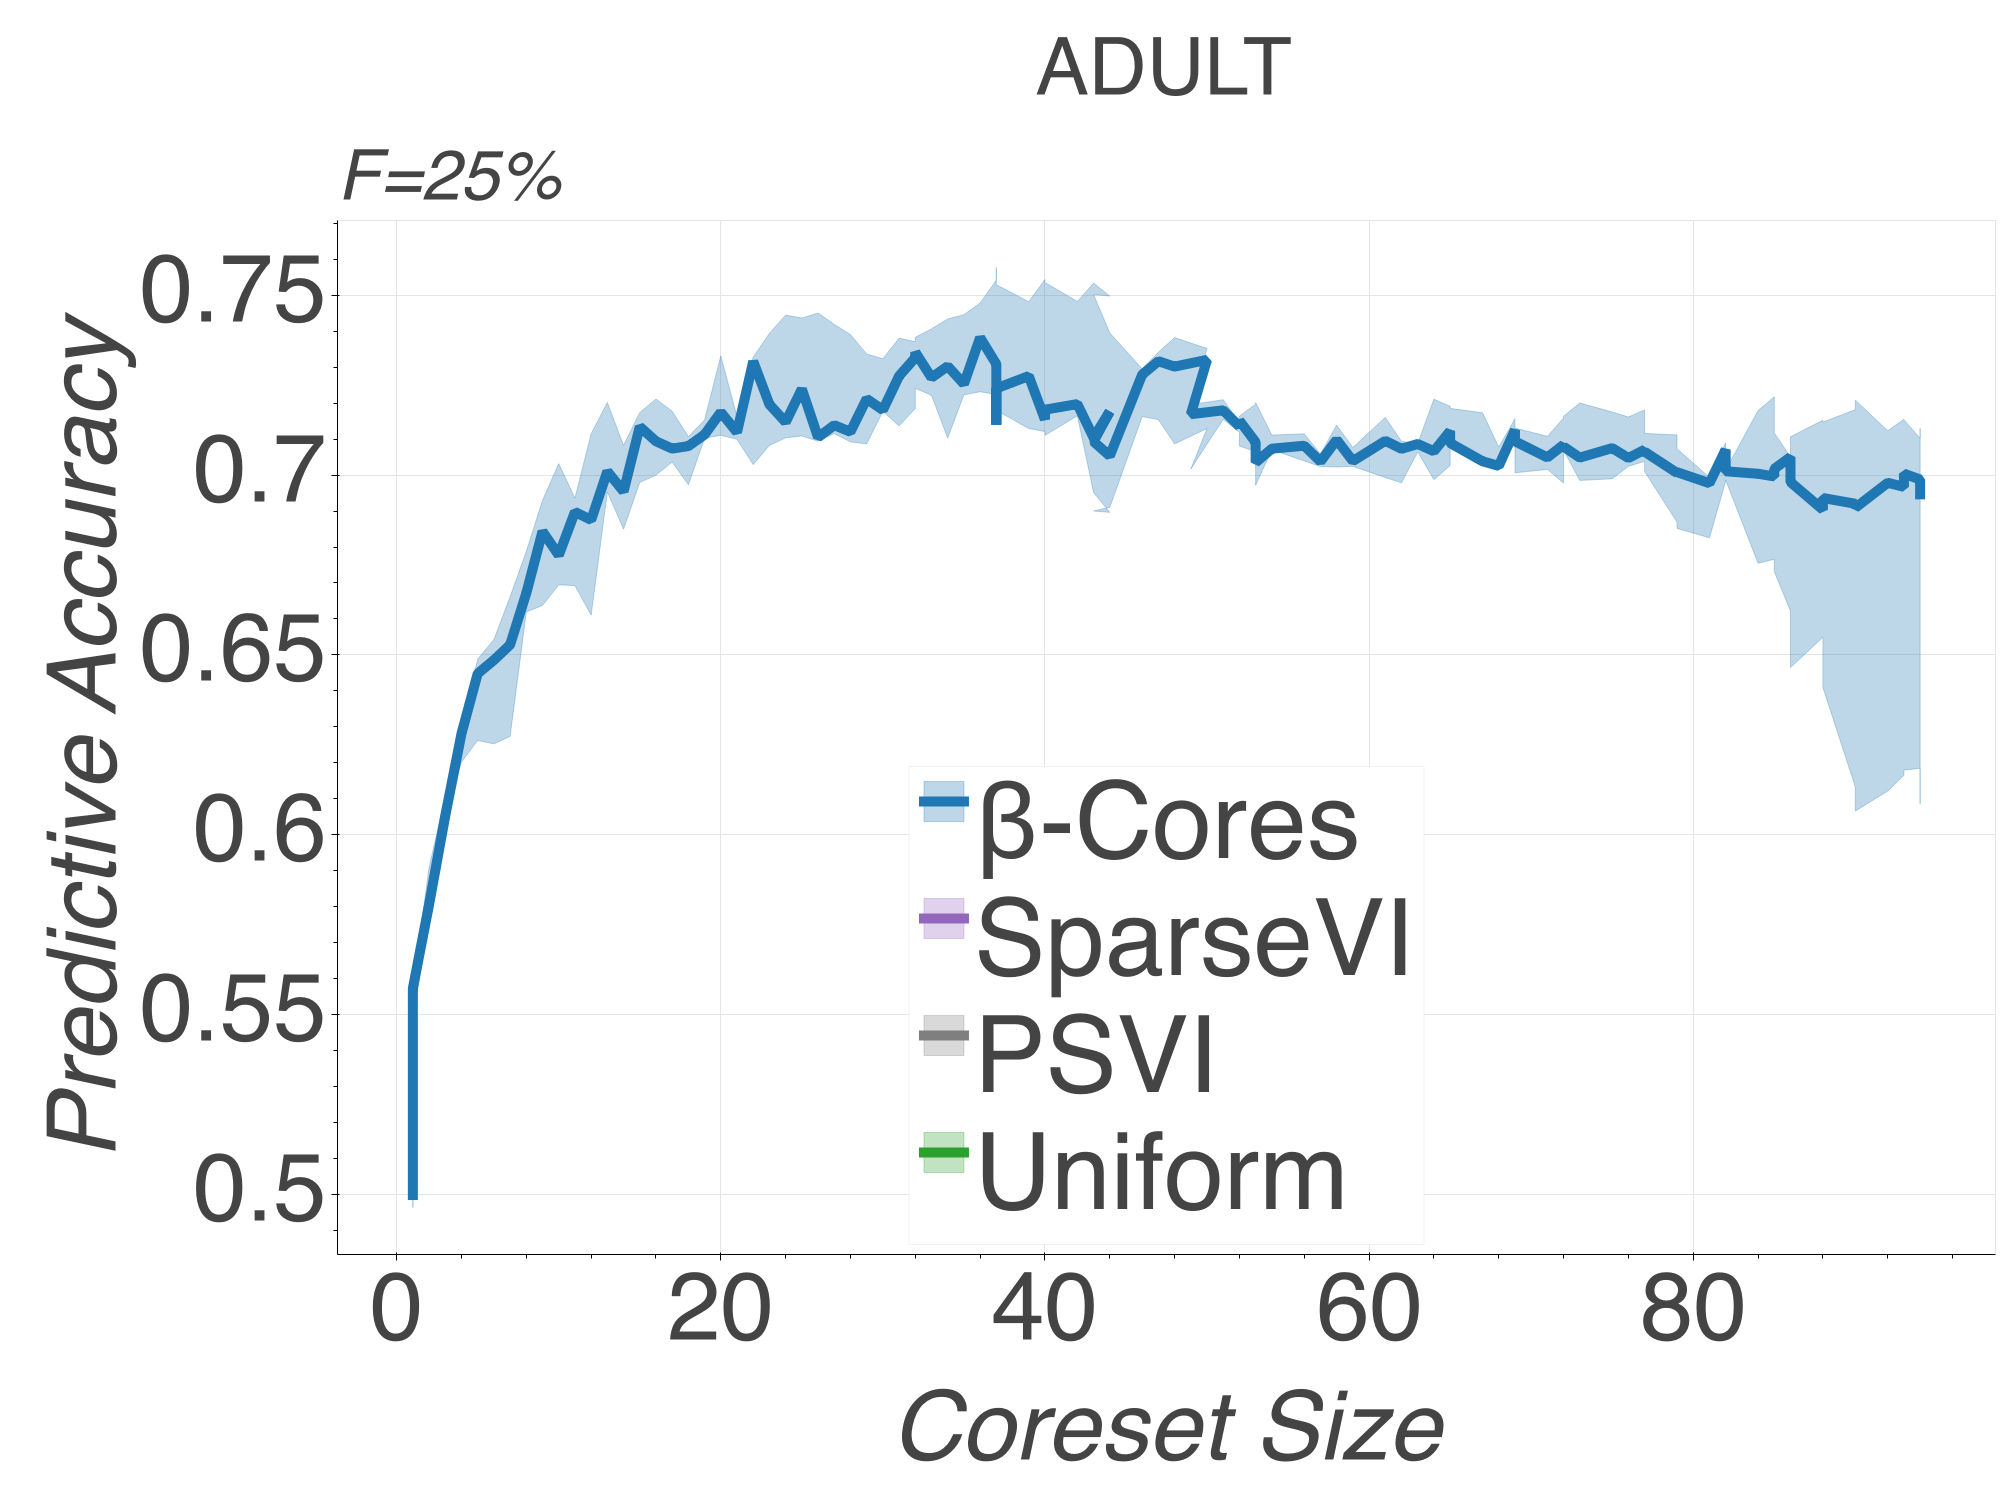 ADULT
F=25%
Predictive Accuracy
0.75
0.7
0.65
0.6
0.55
0.5
β-Cores
SparseVI
PSVI
Uniform
0 20 40 60 80
Coreset Size